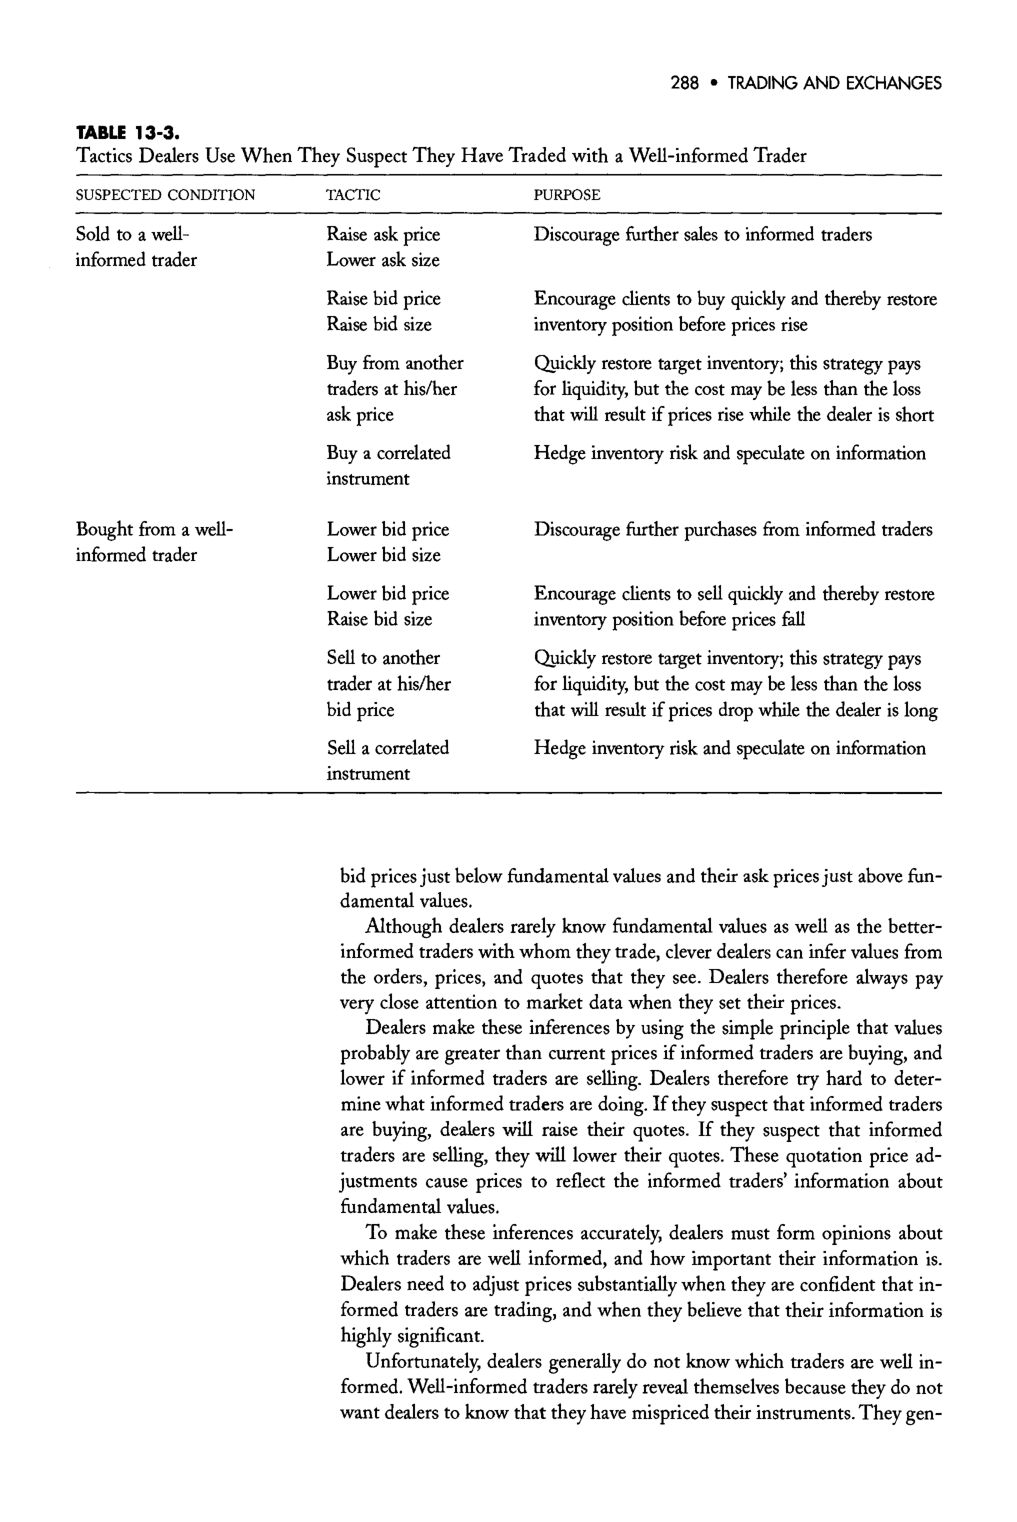 288 • TRADING AND EXCHANGES
TABLE 13-3.
Tactics Dealers Use When They Suspect They Have Traded with a Well-informed Trader
SUSPECTED CONDITION TACTIC PURPOSE
Sold to a well- Raise ask price Discourage further sales to informed traders
informed trader Lower ask size
Raise bid price Encourage clients to buy quickly and thereby restore
Raise bid size inventory position before prices rise
Buy from another Quickly restore target inventory; this strategy pays
traders at his/her for liquidity, but the cost may be less than the loss
ask price that will result if prices rise while the dealer is short
Buy a correlated Hedge inventory risk and speculate on information
instrument
Bought from a well- Lower bid price Discourage further purchases from informed traders
informed trader Lower bid size
Lower bid price Encourage clients to sell quickly and thereby restore
Raise bid size inventory position before prices fall
Sell to another Quickly restore target inventory; this strategy pays
trader at his/her for liquidity, but the cost may be less than the loss
bid price that will result if prices drop while the dealer is long
Sell a correlated Hedge inventory risk and speculate on information
instrument
bid prices just below fundamental values and their ask prices just above fun-
damental values.
Although dealers rarely know fundamental values as well as the better-
informed traders with whom they trade, clever dealers can infer values from
the orders, prices, and quotes that they see. Dealers therefore always pay
very close attention to market data when they set their prices.
Dealers make these inferences by using the simple principle that values
probably are greater than current prices if informed traders are buying, and
lower if informed traders are selling. Dealers therefore try hard to deter-
mine what informed traders are doing. If they suspect that informed traders
are buying, dealers will raise their quotes. If they suspect that informed
traders are selling, they will lower their quotes. These quotation price ad-
justments cause prices to reflect the informed traders' information about
fundamental values.
To make these inferences accurately, dealers must form opinions about
which traders are well informed, and how important their information is.
Dealers need to adjust prices substantially when they are confident that in-
formed traders are trading, and when they believe that their information is
highly significant.
Unfortunately, dealers generally do not know which traders are well in-
formed. Well-informed traders rarely reveal themselves because they do not
want dealers to know that they have mispriced their instruments. They gen-